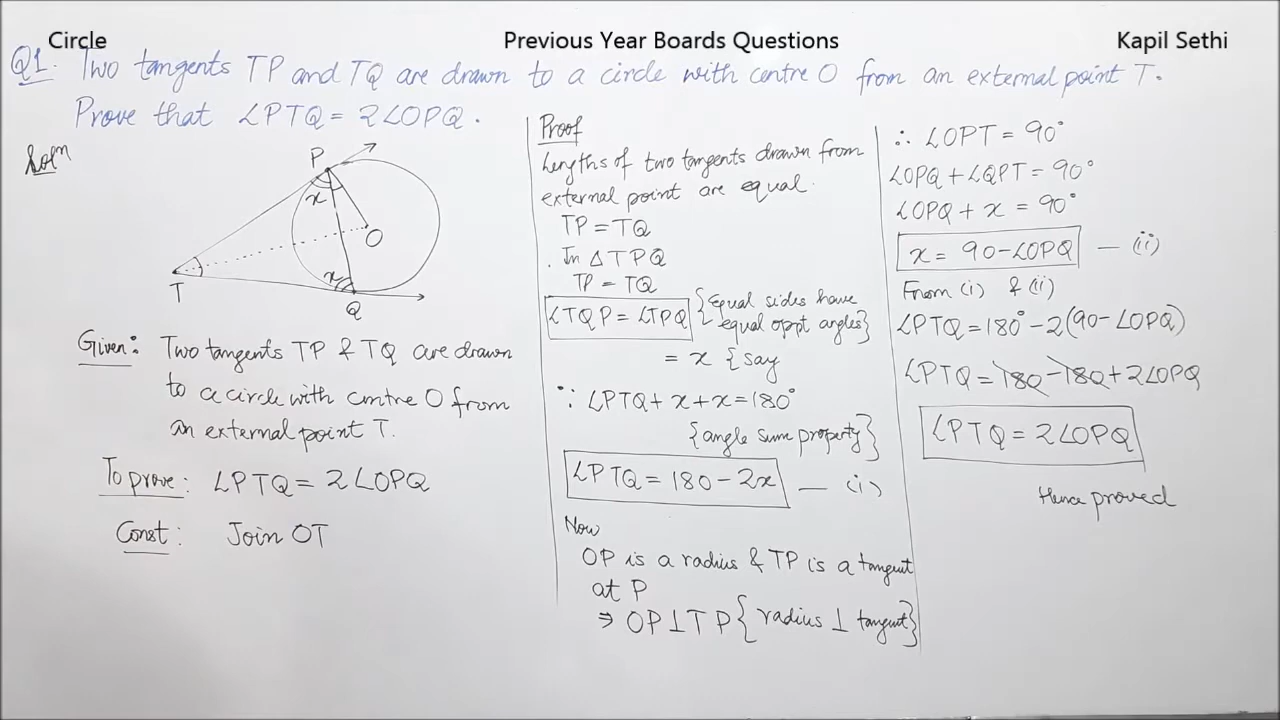 Circle
Previous Year Boards Questions
Kapil Sethi
Q1. Two tangents TP and TQ are drawn to a circle with centre O from an external point T.
Prove that ∠PTQ = 2∠OPQ.
Solⁿ
P
x
O
x
T
Q
Given: Two tangents TP & TQ are drawn
to a circle with centre O from
an external point T.
To prove: ∠PTQ = 2∠OPQ
Const: Join OT
Proof
Lengths of two tangents drawn from
external point are equal.
TP = TQ
In △TPQ
TP = TQ
∠TQP = ∠TPQ {Equal sides have
equal oppt angles}
= x {say
∵ ∠PTQ + x + x = 180°
{angle sum property}
∠PTQ = 180 - 2x — (i)
Now
OP is a radius & TP is a tangent
at P
⇒ OP ⊥ TP {radius ⊥ tangent}
∴ ∠OPT = 90°
∠OPQ + ∠QPT = 90°
∠OPQ + x = 90°
x = 90 - ∠OPQ — (ii)
From (i) & (ii)
∠PTQ = 180° - 2(90 - ∠OPQ)
∠PTQ = 180 - 180 + 2∠OPQ
∠PTQ = 2∠OPQ
Hence proved